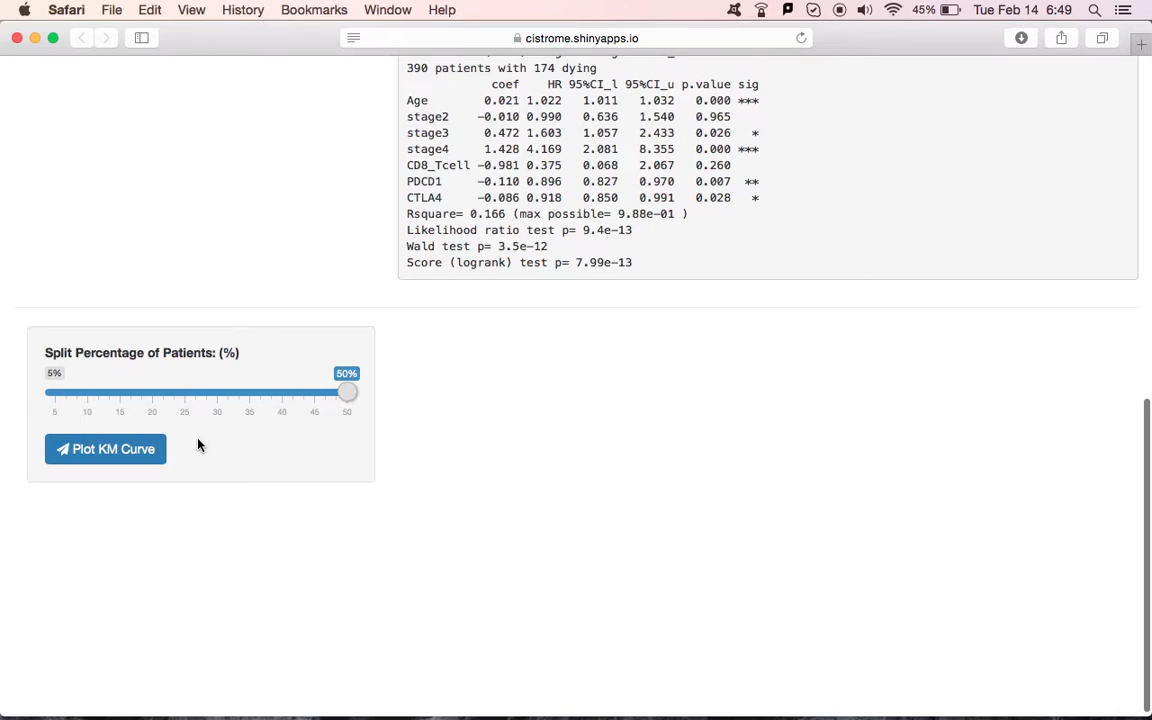 Safari File Edit View History Bookmarks Window Help 45% Tue Feb 14 6:49
cistrome.shinyapps.io
390 patients with 174 dying
coef HR 95%CI_l 95%CI_u p.value sig
Age 0.021 1.022 1.011 1.032 0.000 ***
stage2 −0.010 0.990 0.636 1.540 0.965
stage3 0.472 1.603 1.057 2.433 0.026 *
stage4 1.428 4.169 2.081 8.355 0.000 ***
CD8_Tcell −0.981 0.375 0.068 2.067 0.260
PDCD1 −0.110 0.896 0.827 0.970 0.007 **
CTLA4 −0.086 0.918 0.850 0.991 0.028 *
Rsquare= 0.166 (max possible= 9.88e-01 )
Likelihood ratio test p= 9.4e-13
Wald test p= 3.5e-12
Score (logrank) test p= 7.99e-13
Split Percentage of Patients: (%)
5% 50%
5 10 15 20 25 30 35 40 45 50
Plot KM Curve